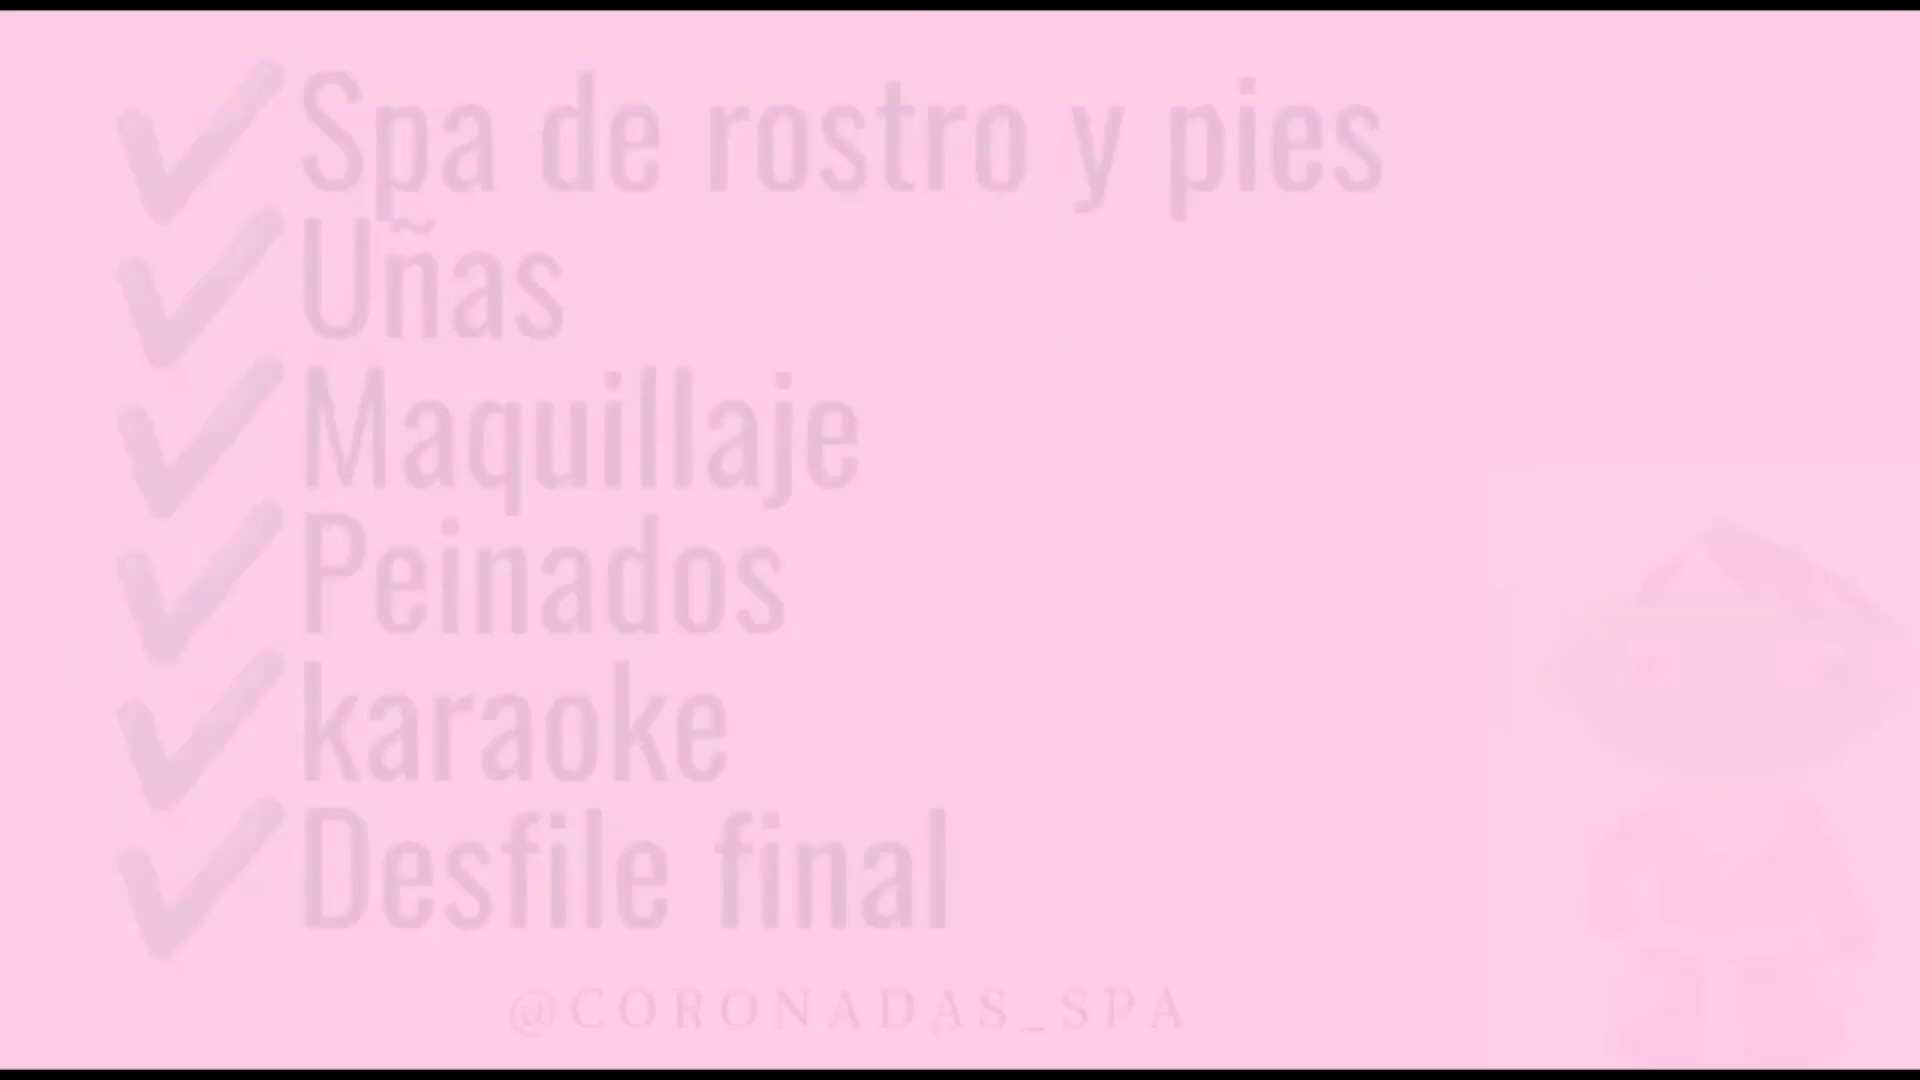 ✔Spa de rostro y pies
✔Uñas
✔Maquillaje
✔Peinados
✔karaoke
✔Desfile final
@CORONADAS_SPA